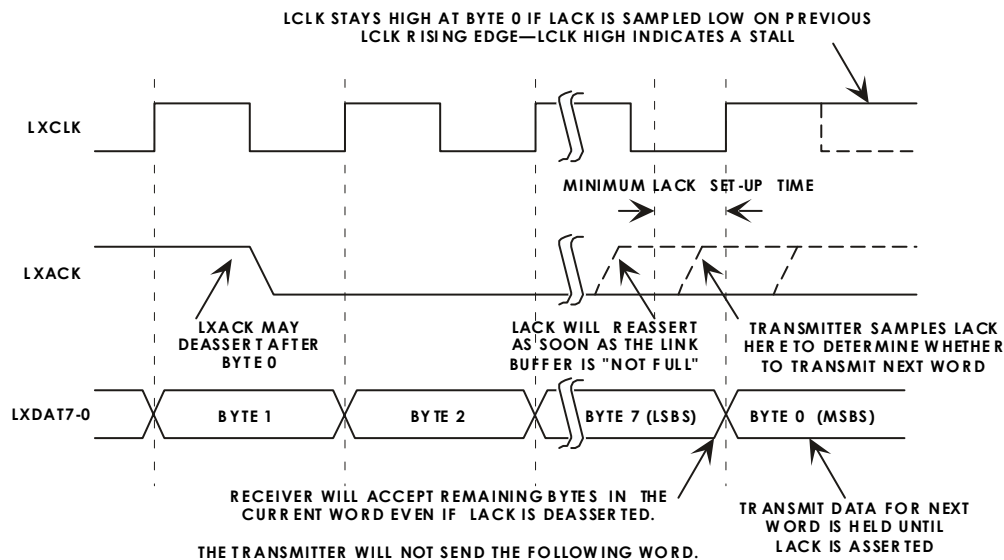 LCLK STAYS HIGH AT BYTE 0 IF LACK IS SAMPLED LOW ON PREVIOUS
LCLK RISING EDGE—LCLK HIGH INDICATES A STALL
LXCLK
MINIMUM LACK SET-UP TIME
LXACK
LXACK MAY
DEASSERT AFTER
BYTE 0
LACK WILL REASSERT
AS SOON AS THE LINK
BUFFER IS "NOT FULL"
TRANSMITTER SAMPLES LACK
HERE TO DETERMINE WHETHER
TO TRANSMIT NEXT WORD
LXDAT7-0
BYTE 1
BYTE 2
BYTE 7 (LSBS)
BYTE 0 (MSBS)
RECEIVER WILL ACCEPT REMAINING BYTES IN THE
CURRENT WORD EVEN IF LACK IS DEASSERTED.
THE TRANSMITTER WILL NOT SEND THE FOLLOWING WORD.
TRANSMIT DATA FOR NEXT
WORD IS HELD UNTIL
LACK IS ASSERTED